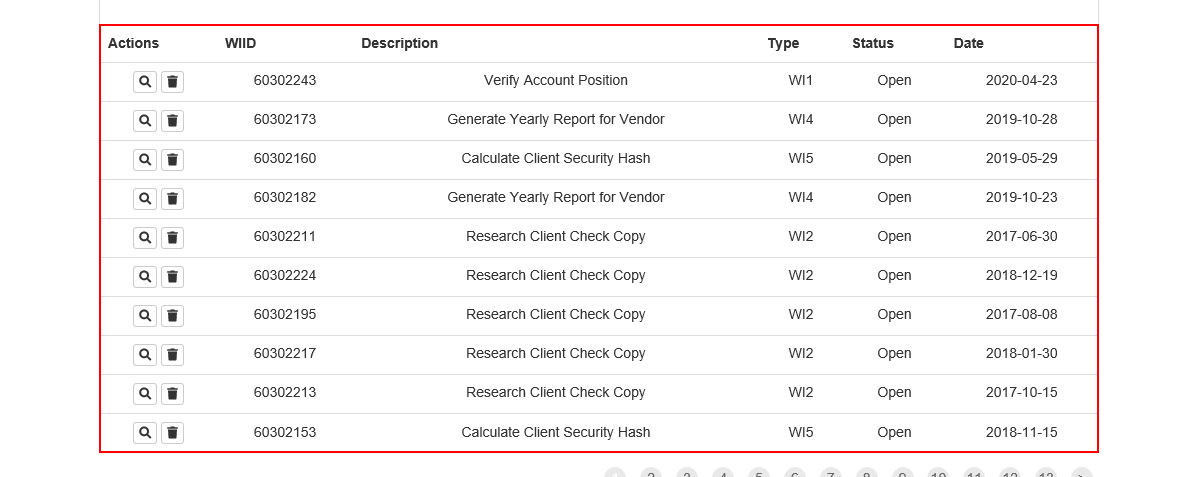 Actions WIID Description Type Status Date
60302243 Verify Account Position WI1 Open 2020-04-23
60302173 Generate Yearly Report for Vendor WI4 Open 2019-10-28
60302160 Calculate Client Security Hash WI5 Open 2019-05-29
60302182 Generate Yearly Report for Vendor WI4 Open 2019-10-23
60302211 Research Client Check Copy WI2 Open 2017-06-30
60302224 Research Client Check Copy WI2 Open 2018-12-19
60302195 Research Client Check Copy WI2 Open 2017-08-08
60302217 Research Client Check Copy WI2 Open 2018-01-30
60302213 Research Client Check Copy WI2 Open 2017-10-15
60302153 Calculate Client Security Hash WI5 Open 2018-11-15
1 2 3 4 5 6 7 8 9 10 11 12 13 >